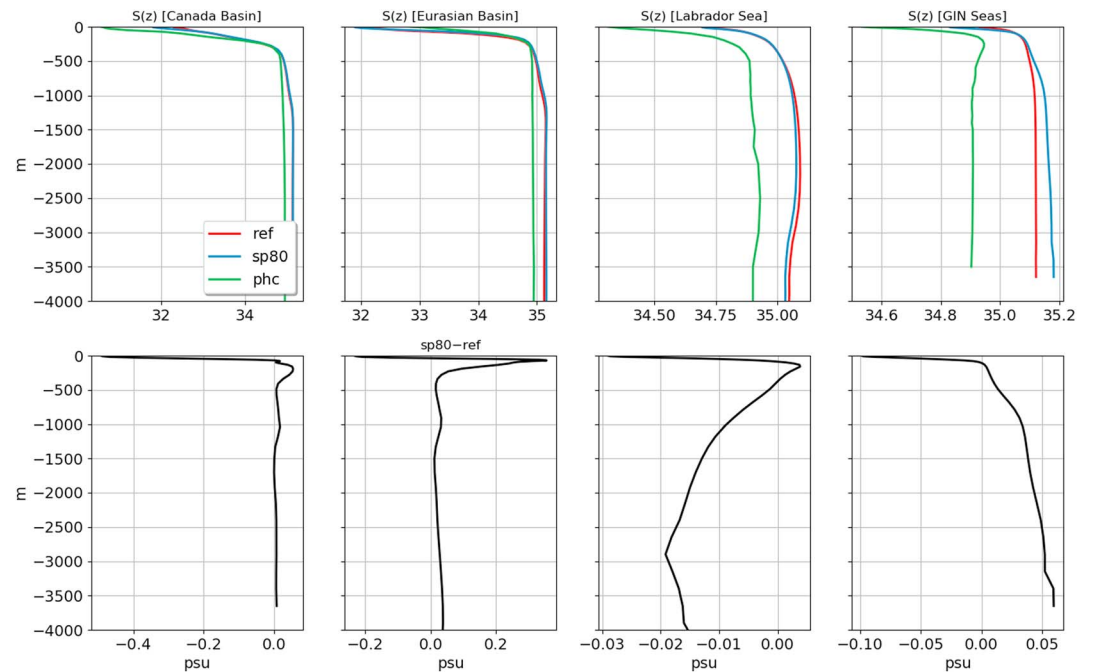 S(z) [Canada Basin]
S(z) [Eurasian Basin]
S(z) [Labrador Sea]
S(z) [GIN Seas]
0
−500
−1000
−1500
−2000
−2500
−3000
−3500
−4000
m
ref
sp80
phc
32 34
32 33 34 35
34.50 34.75 35.00
34.6 34.8 35.0 35.2
sp80−ref
0
−500
−1000
−1500
−2000
−2500
−3000
−3500
−4000
m
−0.4 −0.2 0.0
−0.2 0.0 0.2
−0.03 −0.02 −0.01 0.00
−0.10 −0.05 0.00 0.05
psu
psu
psu
psu